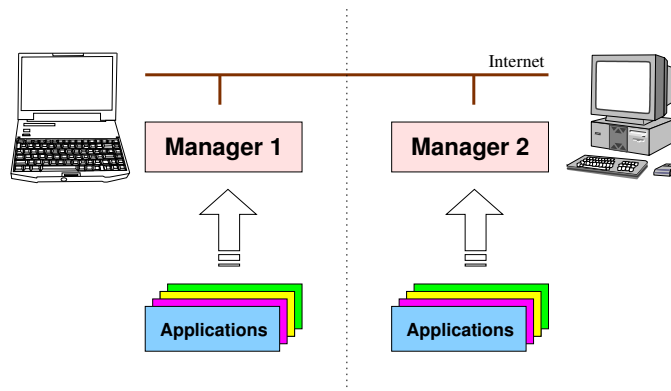 Internet
Manager 1
Manager 2
Applications
Applications